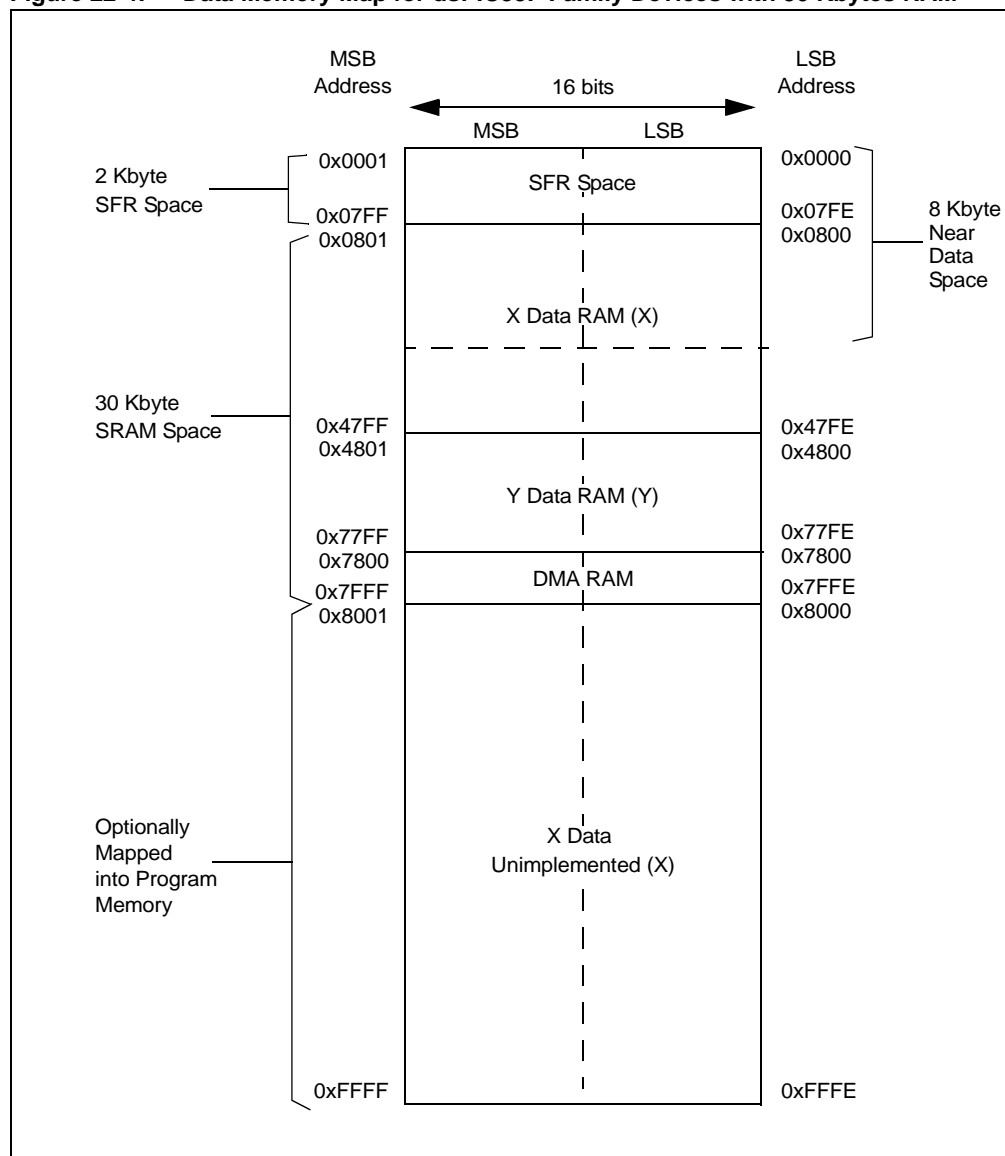 MSB
Address
16 bits
LSB
Address
MSB
LSB
2 Kbyte
SFR Space
0x0001
0x07FF
0x0801
SFR Space
0x0000
0x07FE
0x0800
8 Kbyte
Near
Data
Space
X Data RAM (X)
30 Kbyte
SRAM Space
0x47FF
0x4801
0x47FE
0x4800
Y Data RAM (Y)
0x77FF
0x7800
0x77FE
0x7800
DMA RAM
0x7FFF
0x8001
0x7FFE
0x8000
Optionally
Mapped
into Program
Memory
X Data
Unimplemented (X)
0xFFFF
0xFFFE